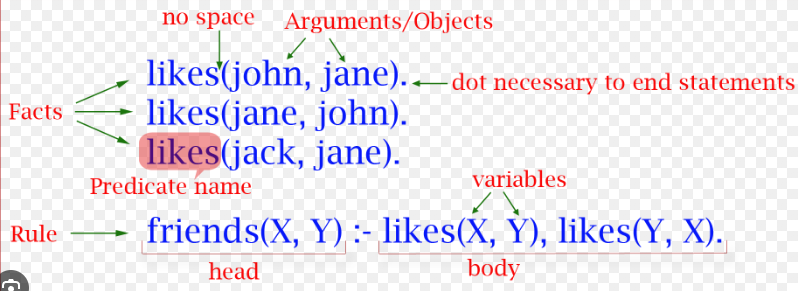 no space Arguments/Objects
likes(john, jane). dot necessary to end statements
Facts likes(jane, john).
likes(jack, jane).
Predicate name
variables
Rule friends(X, Y) :- likes(X, Y), likes(Y, X).
head body